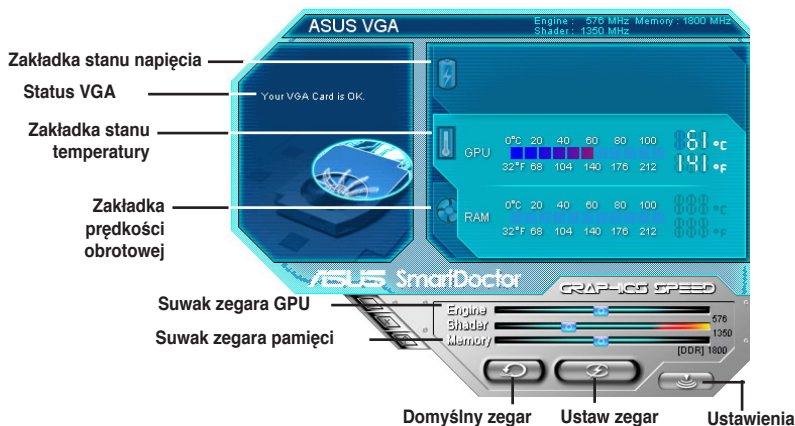 ASUS VGA
Engine : 576 MHz Memory : 1800 MHz
Shader : 1350 MHz
Zakładka stanu napięcia
Status VGA
Your VGA Card is OK.
Zakładka stanu
temperatury
GPU
0°C 20 40 60 80 100
32°F 68 104 140 176 212
61 °C
141 °F
Zakładka
prędkości
obrotowej
RAM
0°C 20 40 60 80 100
32°F 68 104 140 176 212
888 °C
888 °F
ASUS SmartDoctor
GRAPHICS SPEED
Suwak zegara GPU
Engine
576
Shader
1350
Suwak zegara pamięci
Memory
[DDR] 1800
Domyślny zegar
Ustaw zegar
Ustawienia